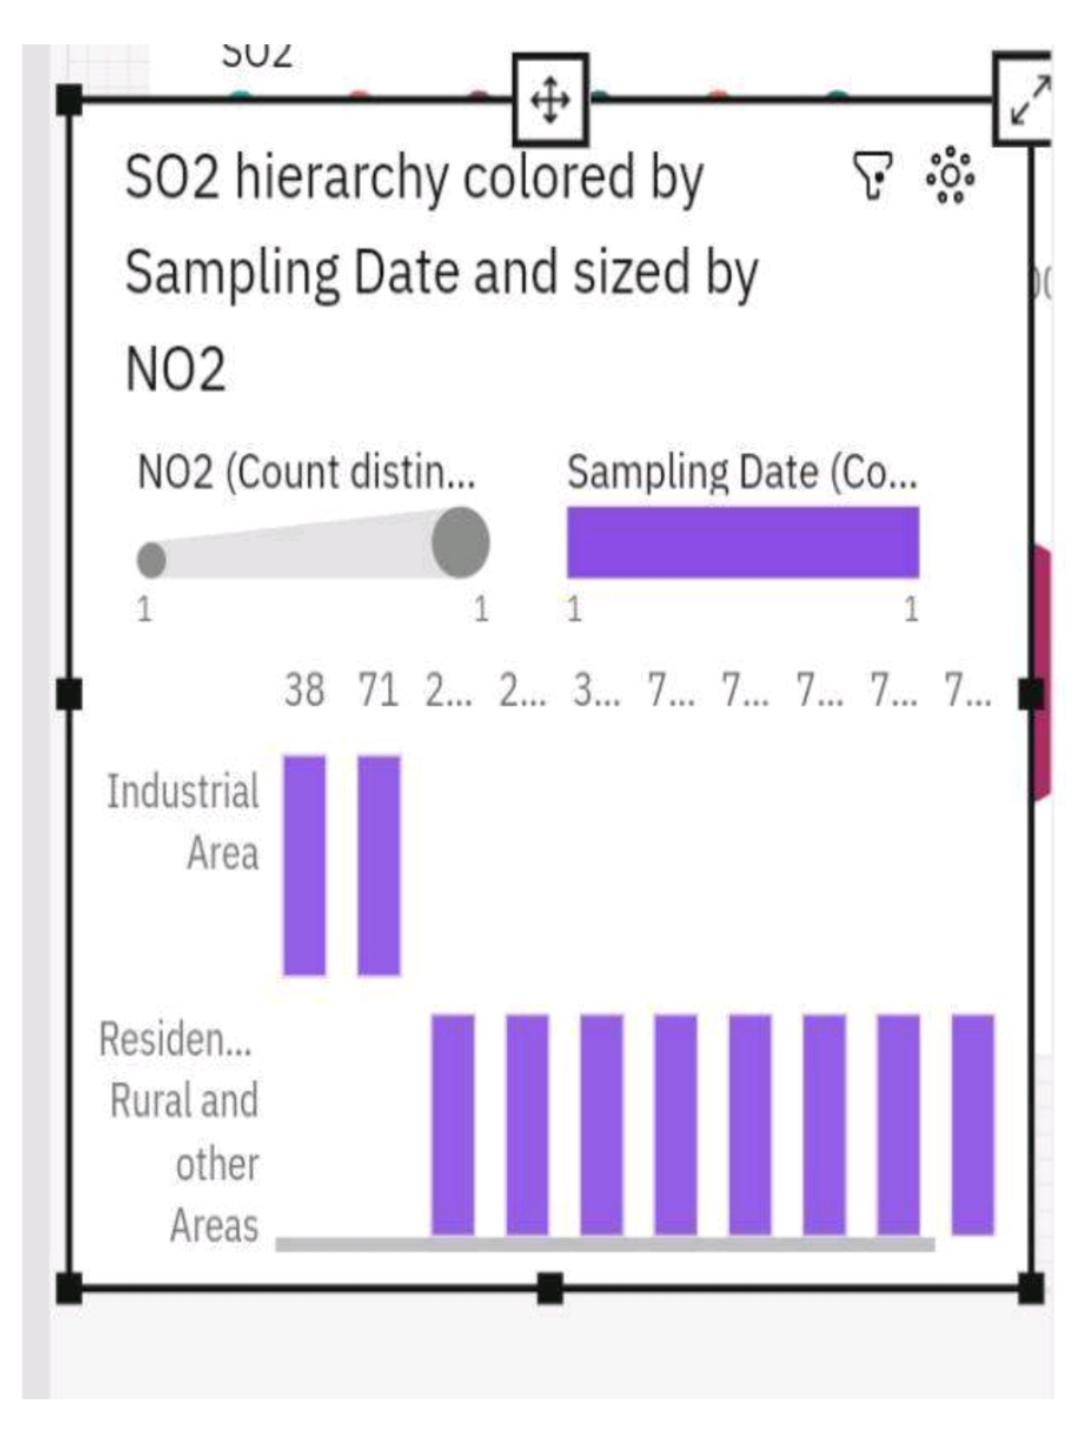 SO2
SO2 hierarchy colored by
Sampling Date and sized by
NO2
NO2 (Count distin...
Sampling Date (Co...
1 1
1 1
38 71 2... 2... 3... 7... 7... 7... 7... 7...
Industrial
Area
Residen...
Rural and
other
Areas